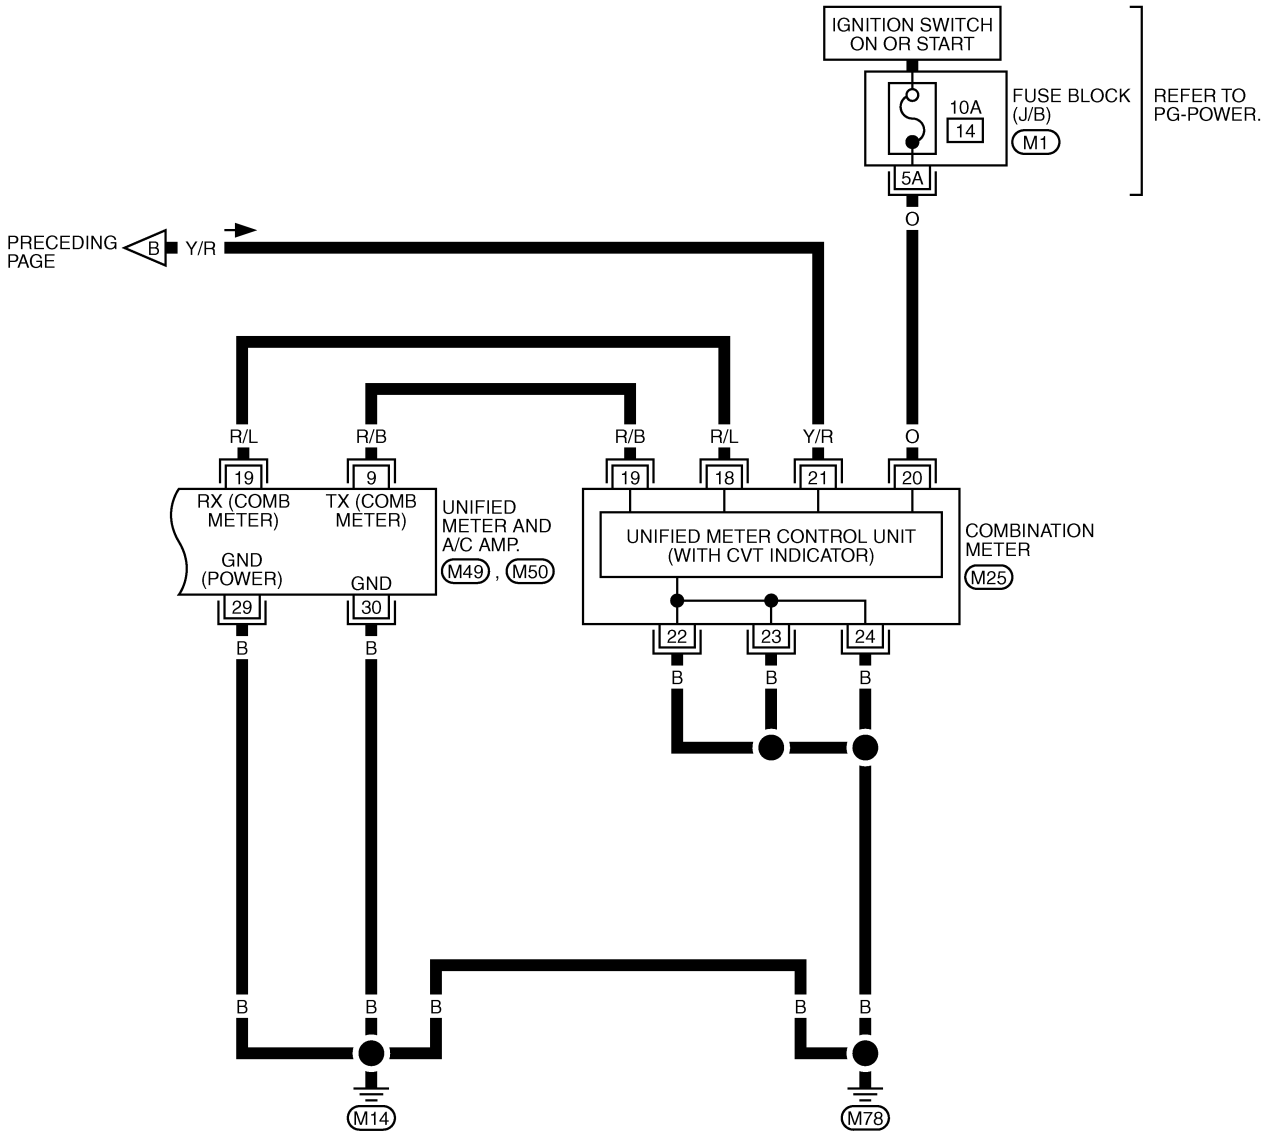 IGNITION SWITCH
ON OR START
10A
14
FUSE BLOCK
(J/B)
M1
REFER TO
PG-POWER.
5A
O
PRECEDING
PAGE
B
Y/R
R/L
R/B
R/B
R/L
Y/R
O
19
9
19
18
21
20
RX (COMB
METER)
TX (COMB
METER)
GND
(POWER)
GND
UNIFIED
METER AND
A/C AMP.
M49 , M50
UNIFIED METER CONTROL UNIT
(WITH CVT INDICATOR)
COMBINATION
METER
M25
29
30
22
23
24
B
B
B
B
B
B
B
B
B
B
M14
M78